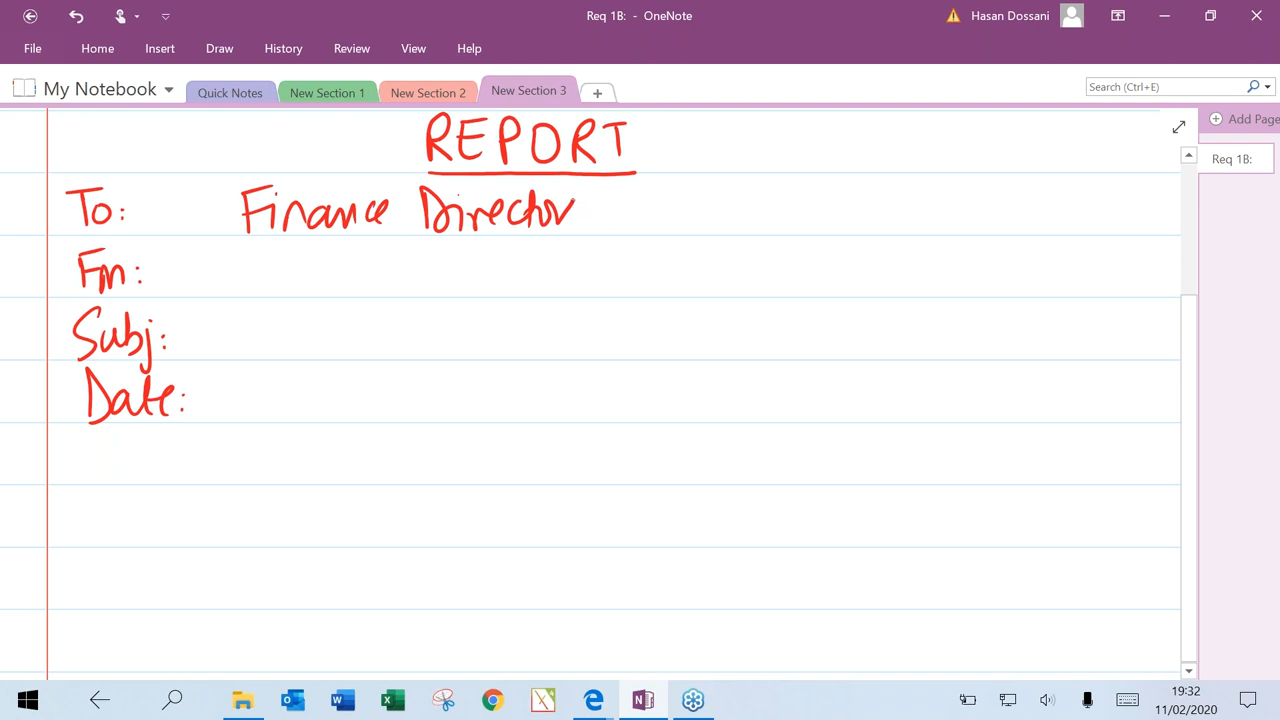 Req 1B: - OneNote
Hasan Dossani
File Home Insert Draw History Review View Help
My Notebook Quick Notes New Section 1 New Section 2 New Section 3
Search (Ctrl+E)
Add Page
Req 1B:
REPORT
To: Finance Director
Fm:
Subj:
Date:
19:32
11/02/2020